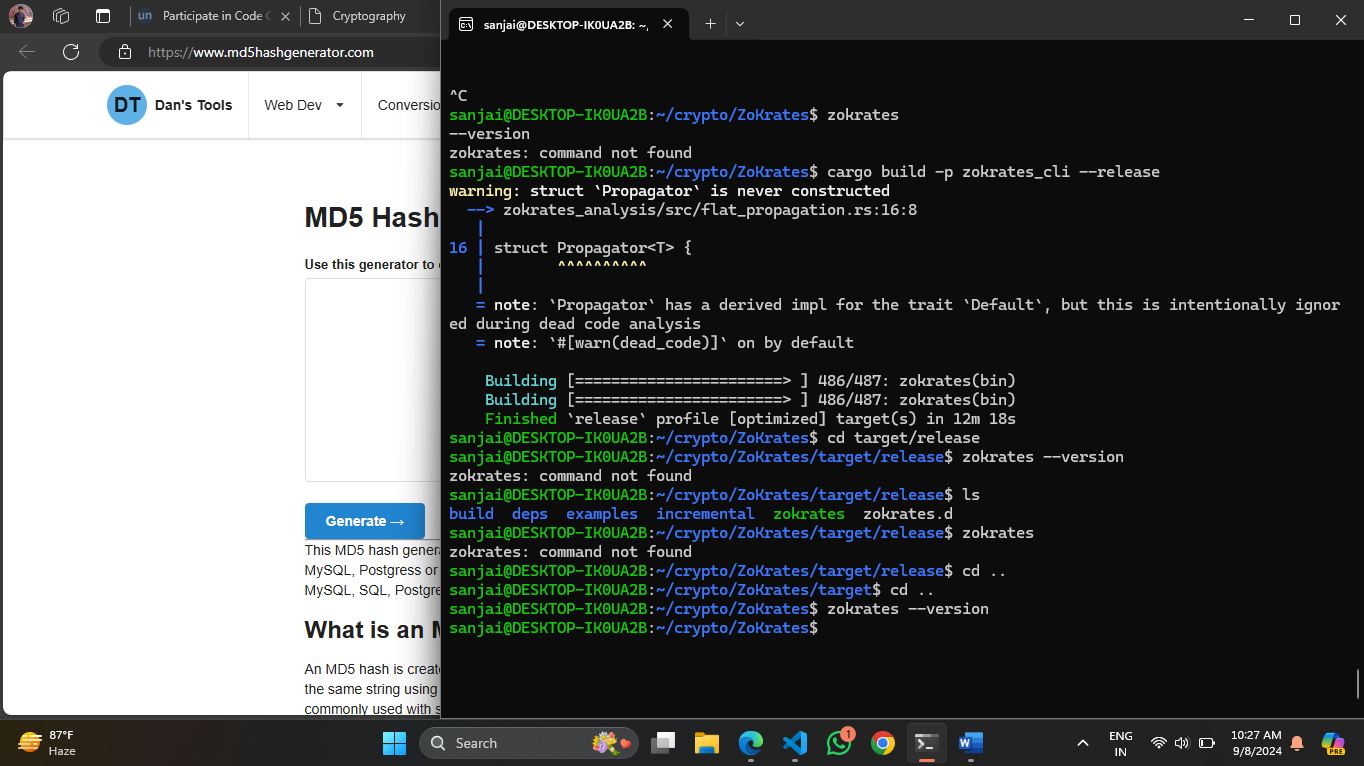 un Participate in Code C
Cryptography
sanjai@DESKTOP-IK0UA2B: ~,
https://www.md5hashgenerator.com
DT Dan's Tools
Web Dev
Conversio
MD5 Hash
Use this generator to
Generate →
This MD5 hash genera
MySQL, Postgress or
MySQL, SQL, Postgre
What is an M
An MD5 hash is create
the same string using
commonly used with s
^C
sanjai@DESKTOP-IK0UA2B:~/crypto/ZoKrates$ zokrates
--version
zokrates: command not found
sanjai@DESKTOP-IK0UA2B:~/crypto/ZoKrates$ cargo build -p zokrates_cli --release
warning: struct `Propagator` is never constructed
--> zokrates_analysis/src/flat_propagation.rs:16:8
|
16 | struct Propagator<T> {
| ^^^^^^^^^^
|
= note: `Propagator` has a derived impl for the trait `Default`, but this is intentionally ignor
ed during dead code analysis
= note: `#[warn(dead_code)]` on by default
Building [=======================> ] 486/487: zokrates(bin)
Building [=======================> ] 486/487: zokrates(bin)
Finished `release` profile [optimized] target(s) in 12m 18s
sanjai@DESKTOP-IK0UA2B:~/crypto/ZoKrates$ cd target/release
sanjai@DESKTOP-IK0UA2B:~/crypto/ZoKrates/target/release$ zokrates --version
zokrates: command not found
sanjai@DESKTOP-IK0UA2B:~/crypto/ZoKrates/target/release$ ls
build deps examples incremental zokrates zokrates.d
sanjai@DESKTOP-IK0UA2B:~/crypto/ZoKrates/target/release$ zokrates
zokrates: command not found
sanjai@DESKTOP-IK0UA2B:~/crypto/ZoKrates/target/release$ cd ..
sanjai@DESKTOP-IK0UA2B:~/crypto/ZoKrates/target$ cd ..
sanjai@DESKTOP-IK0UA2B:~/crypto/ZoKrates$ zokrates --version
sanjai@DESKTOP-IK0UA2B:~/crypto/ZoKrates$
87°F
Haze
Search
1
W
ENG
IN
10:27 AM
9/8/2024
PRE